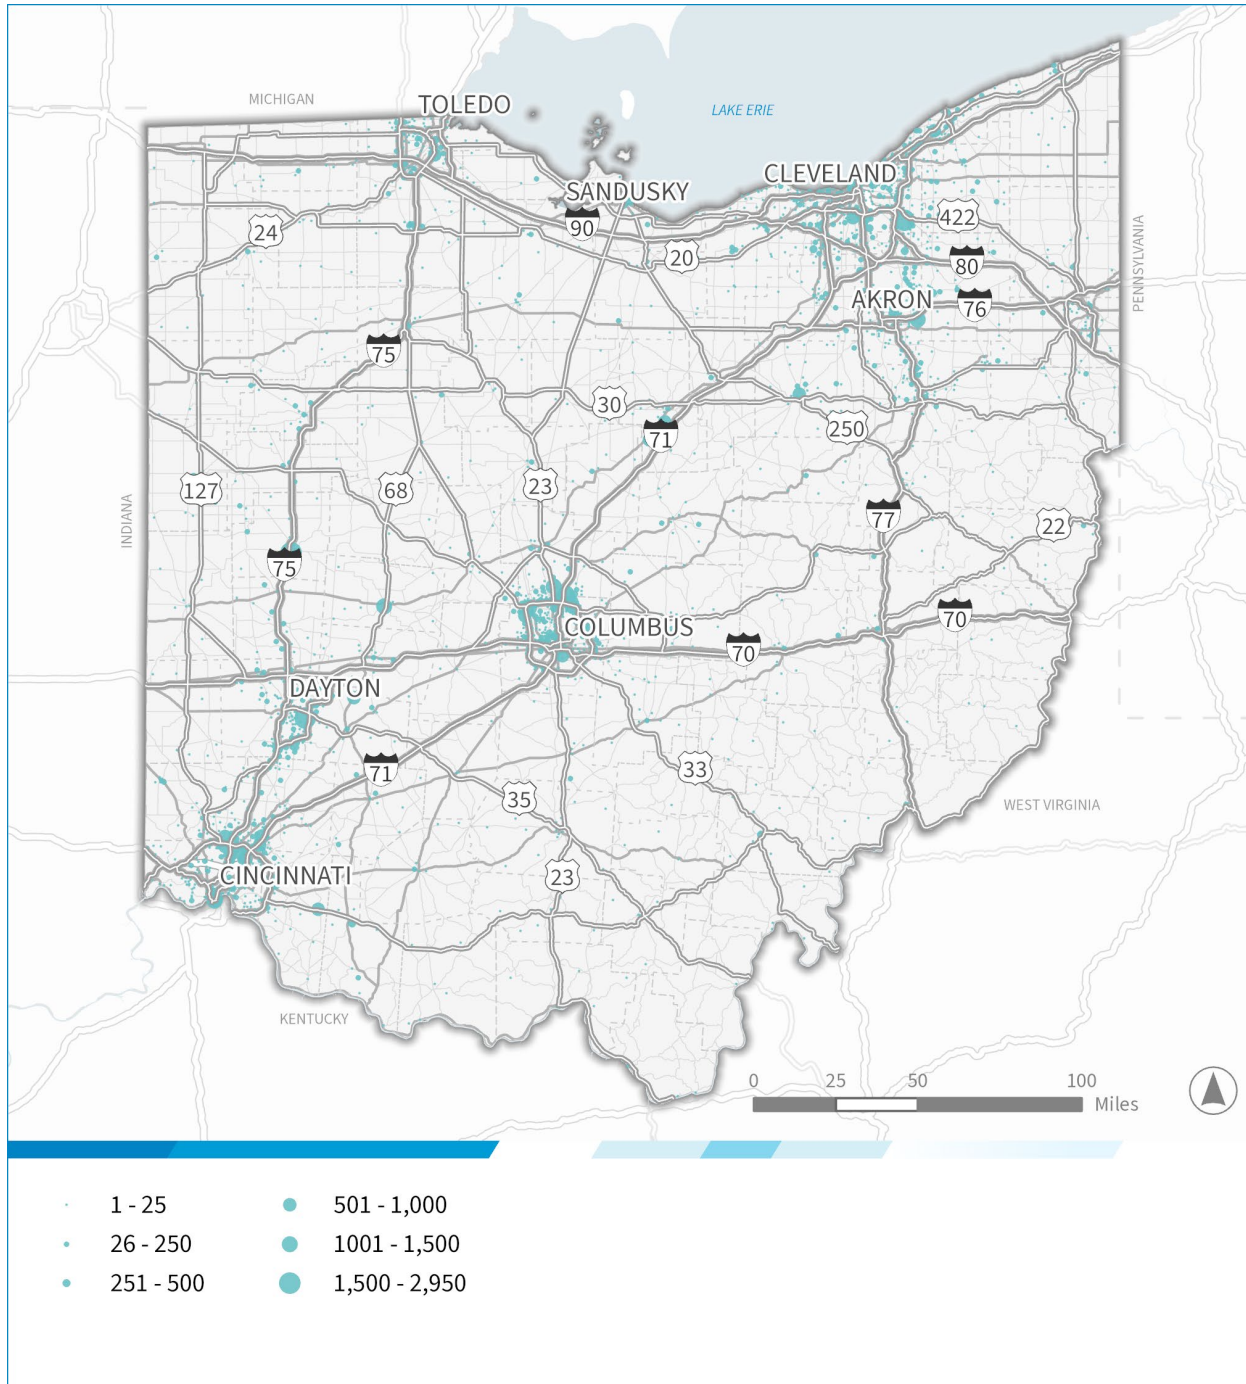 MICHIGAN
TOLEDO
LAKE ERIE
CLEVELAND
SANDUSKY
24
90
20
422
80
PENNSYLVANIA
AKRON
76
75
30
71
250
127
68
23
77
22
INDIANA
75
COLUMBUS
70
70
DAYTON
71
33
35
WEST VIRGINIA
CINCINNATI
23
KENTUCKY
0 25 50 100
Miles
1 - 25
501 - 1,000
26 - 250
1001 - 1,500
251 - 500
1,500 - 2,950